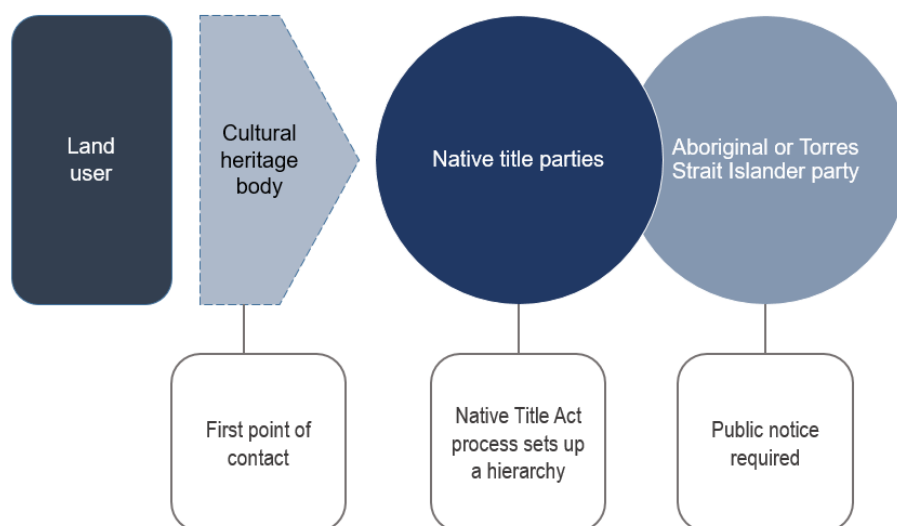 Land
user
Cultural
heritage
body
Native title parties
Aboriginal or Torres
Strait Islander party
First point of
contact
Native Title Act
process sets up
a hierarchy
Public notice
required